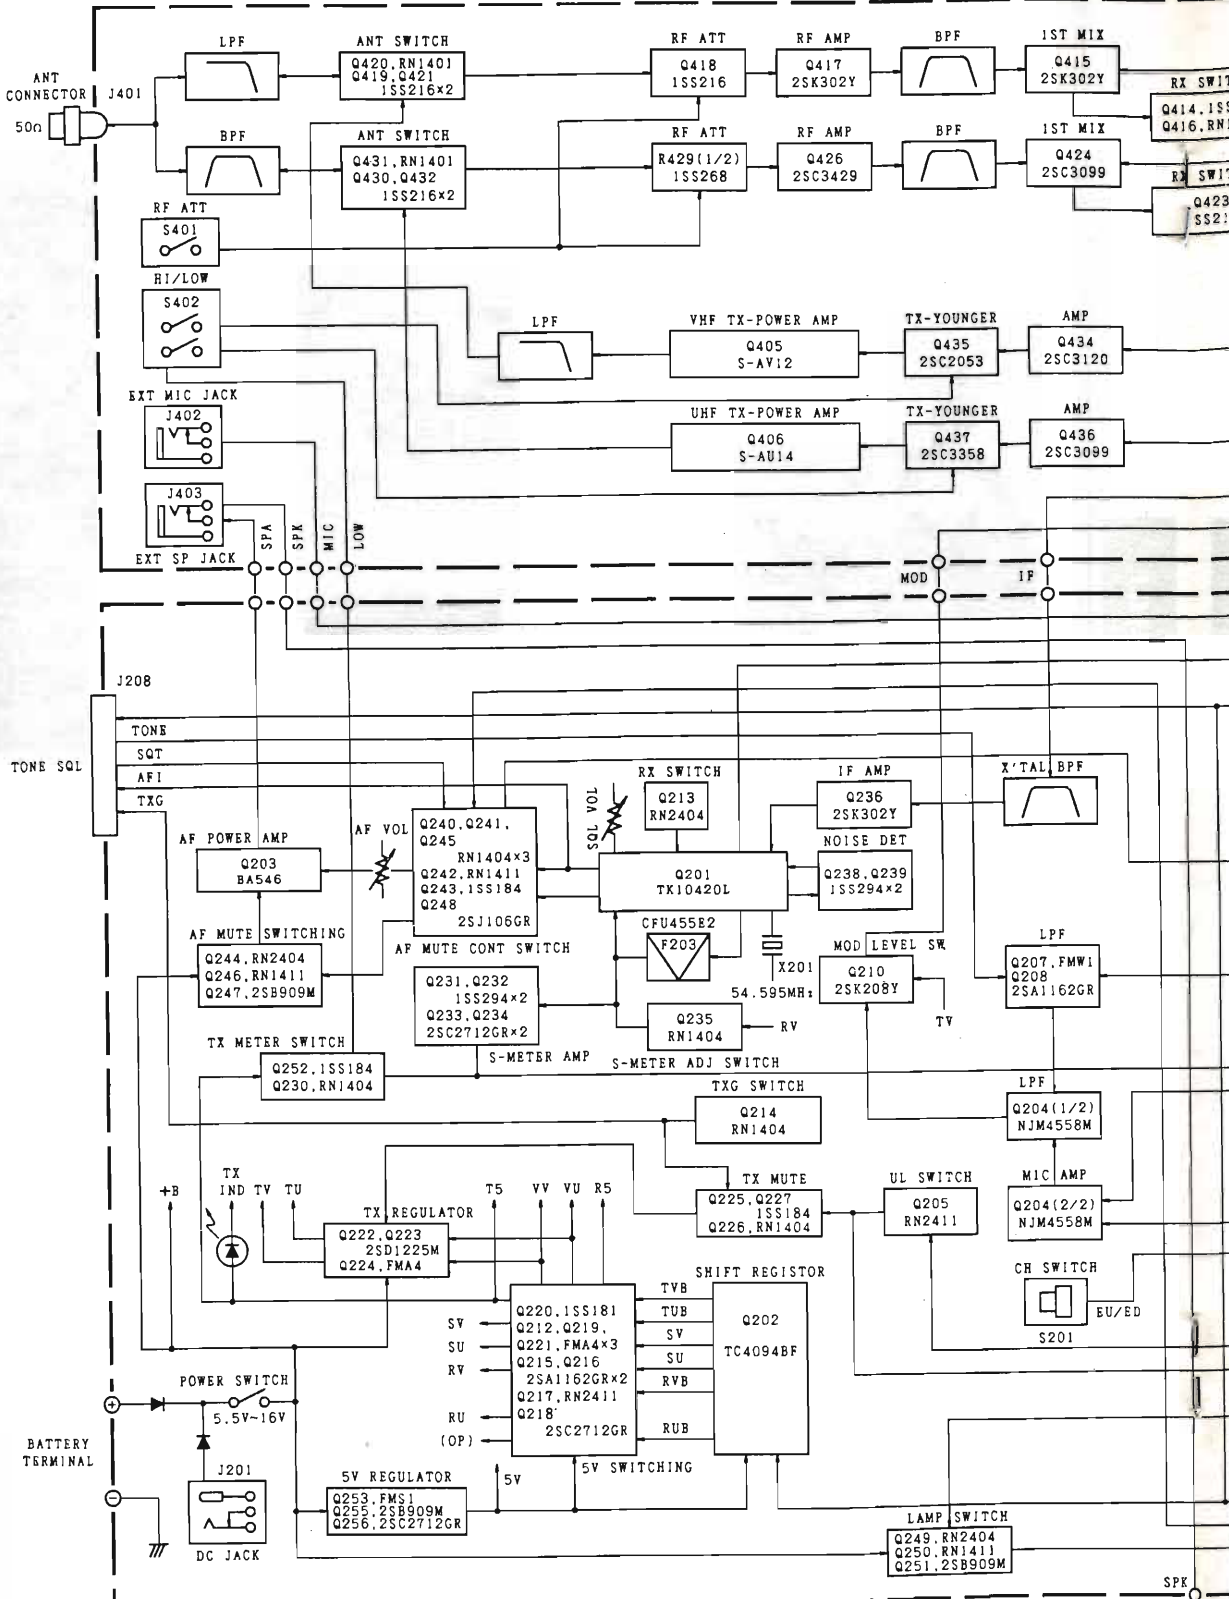 LPF
ANT SWITCH
Q420,RN1401
Q419,Q421
1SS216×2
RF ATT
Q418
1SS216
RF AMP
Q417
2SK302Y
BPF
1ST MIX
Q415
2SK302Y
ANT
CONNECTOR
J401
50Ω
RX SWIT
Q414,1SS
Q416,RN1
BPF
ANT SWITCH
Q431,RN1401
Q430,Q432
1SS216×2
RF ATT
R429(1/2)
1SS268
RF AMP
Q426
2SC3429
BPF
1ST MIX
Q424
2SC3099
RX SWIT
Q423
SS21
RF ATT
S401
HI/LOW
S402
LPF
VHF TX-POWER AMP
Q405
S-AV12
TX-YOUNGER
Q435
2SC2053
AMP
Q434
2SC3120
EXT MIC JACK
J402
UHF TX-POWER AMP
Q406
S-AU14
TX-YOUNGER
Q437
2SC3358
AMP
Q436
2SC3099
J403
EXT SP JACK
SPA
SPK
MIC
LOW
MOD
IF
J208
TONE SQL
TONE
SQT
AFI
TXG
AF POWER AMP
Q203
BA546
AF VOL
Q240,Q241,
Q245
RN1404×3
Q242,RN1411
Q243,1SS184
Q248
2SJ106GR
AF MUTE CONT SWITCH
SQL VOL
RX SWITCH
Q213
RN2404
IF AMP
Q236
2SK302Y
X'TAL BPF
NOISE DET
Q238,Q239
1SS294×2
Q201
TK10420L
CFU455E2
F203
X201
54.595MHz
AF MUTE SWITCHING
Q244,RN2404
Q246,RN1411
Q247,2SB909M
Q231,Q232
1SS294×2
Q233,Q234
2SC2712GR×2
S-METER AMP
Q235
RN1404
RV
S-METER ADJ SWITCH
MOD LEVEL SW
Q210
2SK208Y
TV
LPF
Q207,FMW1
Q208
2SA1162GR
TX METER SWITCH
Q252,1SS184
Q230,RN1404
TXG SWITCH
Q214
RN1404
LPF
Q204(1/2)
NJM4558M
MIC AMP
Q204(2/2)
NJM4558M
TX MUTE
Q225,Q227
1SS184
Q226,RN1404
UL SWITCH
Q205
RN2411
+B
TX
IND
TV
TU
TX REGULATOR
Q222,Q223
2SD1225M
Q224,FMA4
T5
VV
VU
R5
CH SWITCH
EU/ED
S201
SHIFT REGISTOR
Q202
TC4094BF
TVB
TUB
SV
SU
RVB
RUB
SV
SU
RV
RU
(OP)
Q220,1SS181
Q212,Q219,
Q221,FMA4×3
Q215,Q216
2SA1162GR×2
Q217,RN2411
Q218
2SC2712GR
5V SWITCHING
5V
POWER SWITCH
5.5V~16V
BATTERY
TERMINAL
J201
DC JACK
5V REGULATOR
Q253,FMS1
Q255,2SB909M
Q256,2SC2712GR
LAMP SWITCH
Q249,RN2404
Q250,RN1411
Q251,2SB909M
SPK